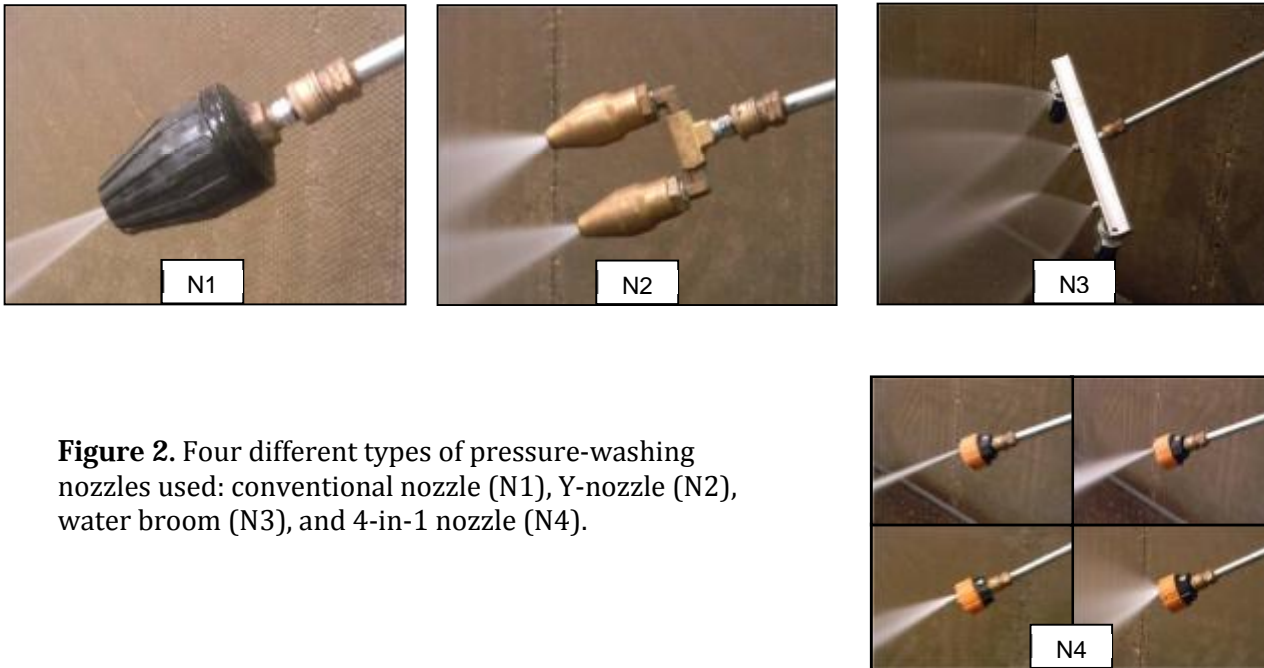 N1
N2
N3
Figure 2. Four different types of pressure-washing
nozzles used: conventional nozzle (N1), Y-nozzle (N2),
water broom (N3), and 4-in-1 nozzle (N4).
N4